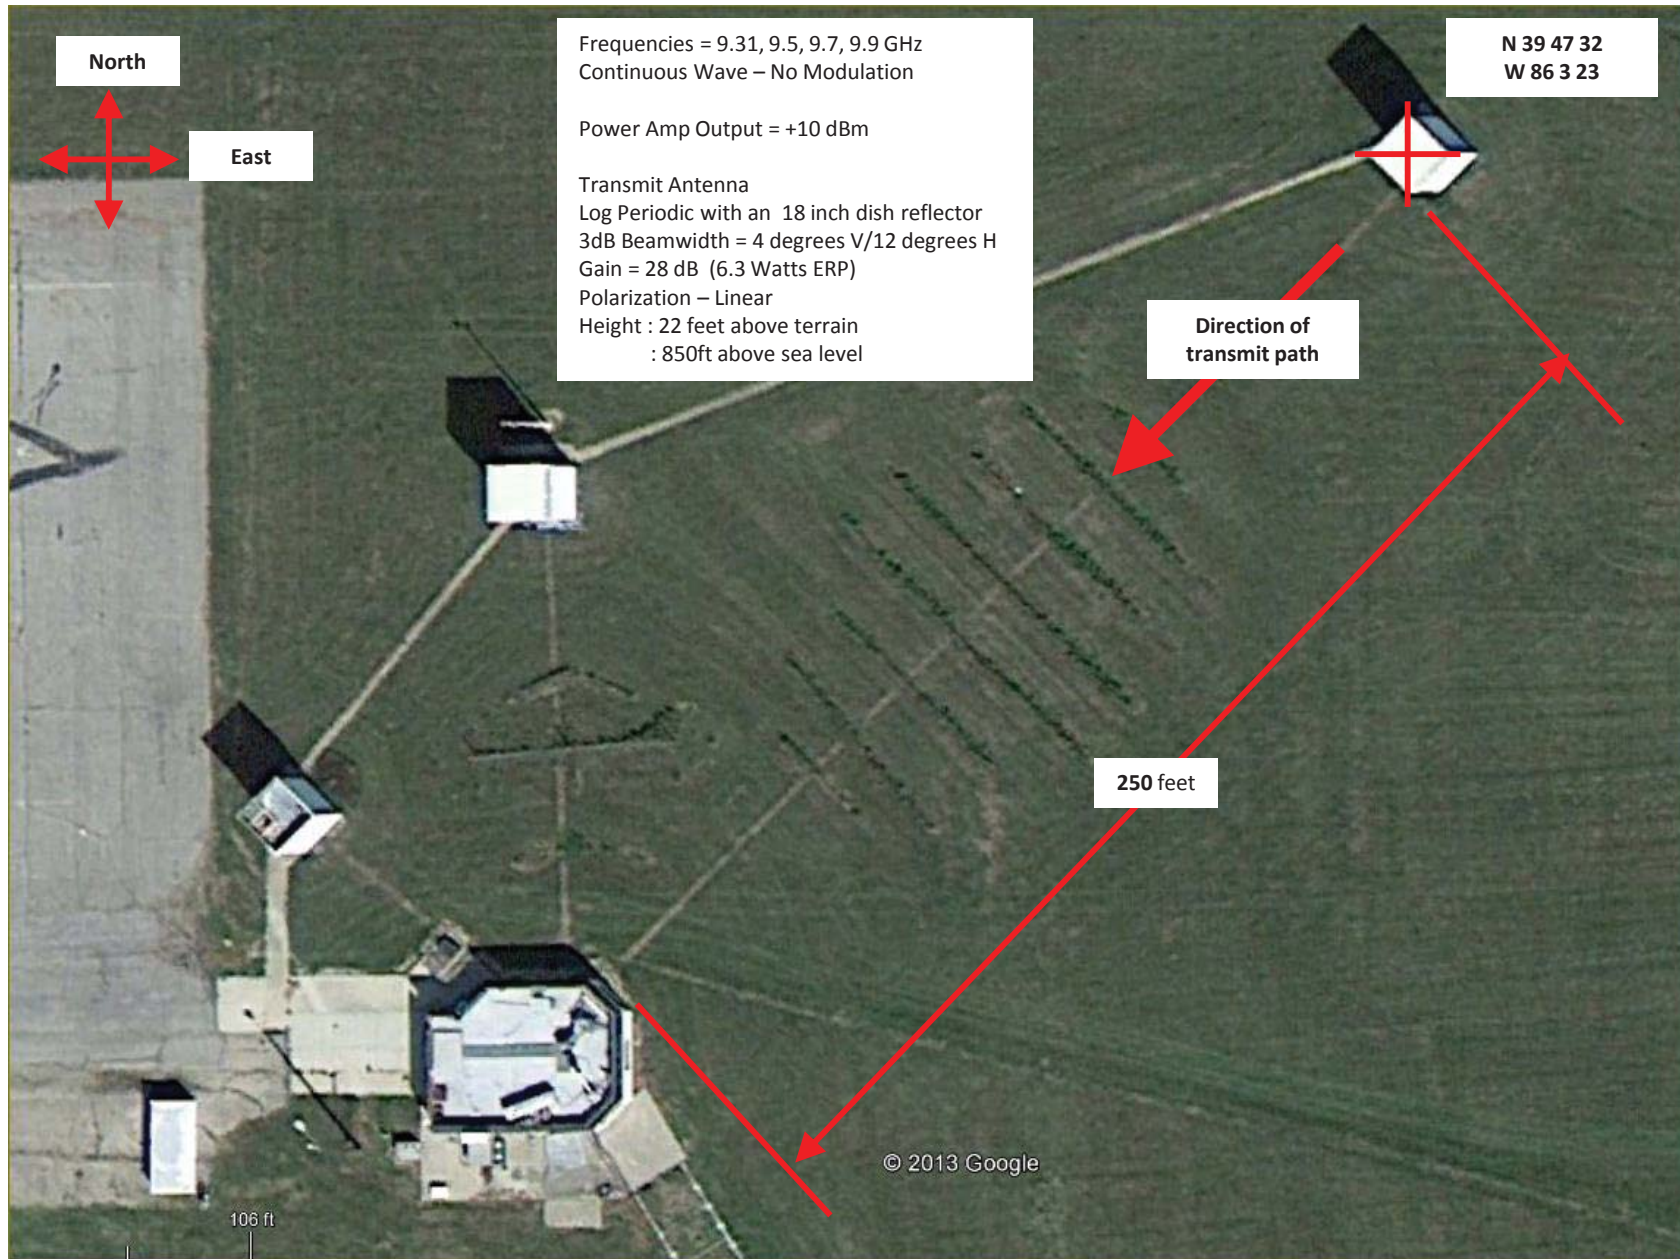 North
East
Frequencies = 9.31, 9.5, 9.7, 9.9 GHz
Continuous Wave – No Modulation
Power Amp Output = +10 dBm
Transmit Antenna
Log Periodic with an  18 inch dish reflector
3dB Beamwidth = 4 degrees V/12 degrees H
Gain = 28 dB  (6.3 Watts ERP)
Polarization – Linear
Height : 22 feet above terrain
: 850ft above sea level
N 39 47 32
W 86 3 23
Direction of
transmit path
250 feet
© 2013 Google
106 ft